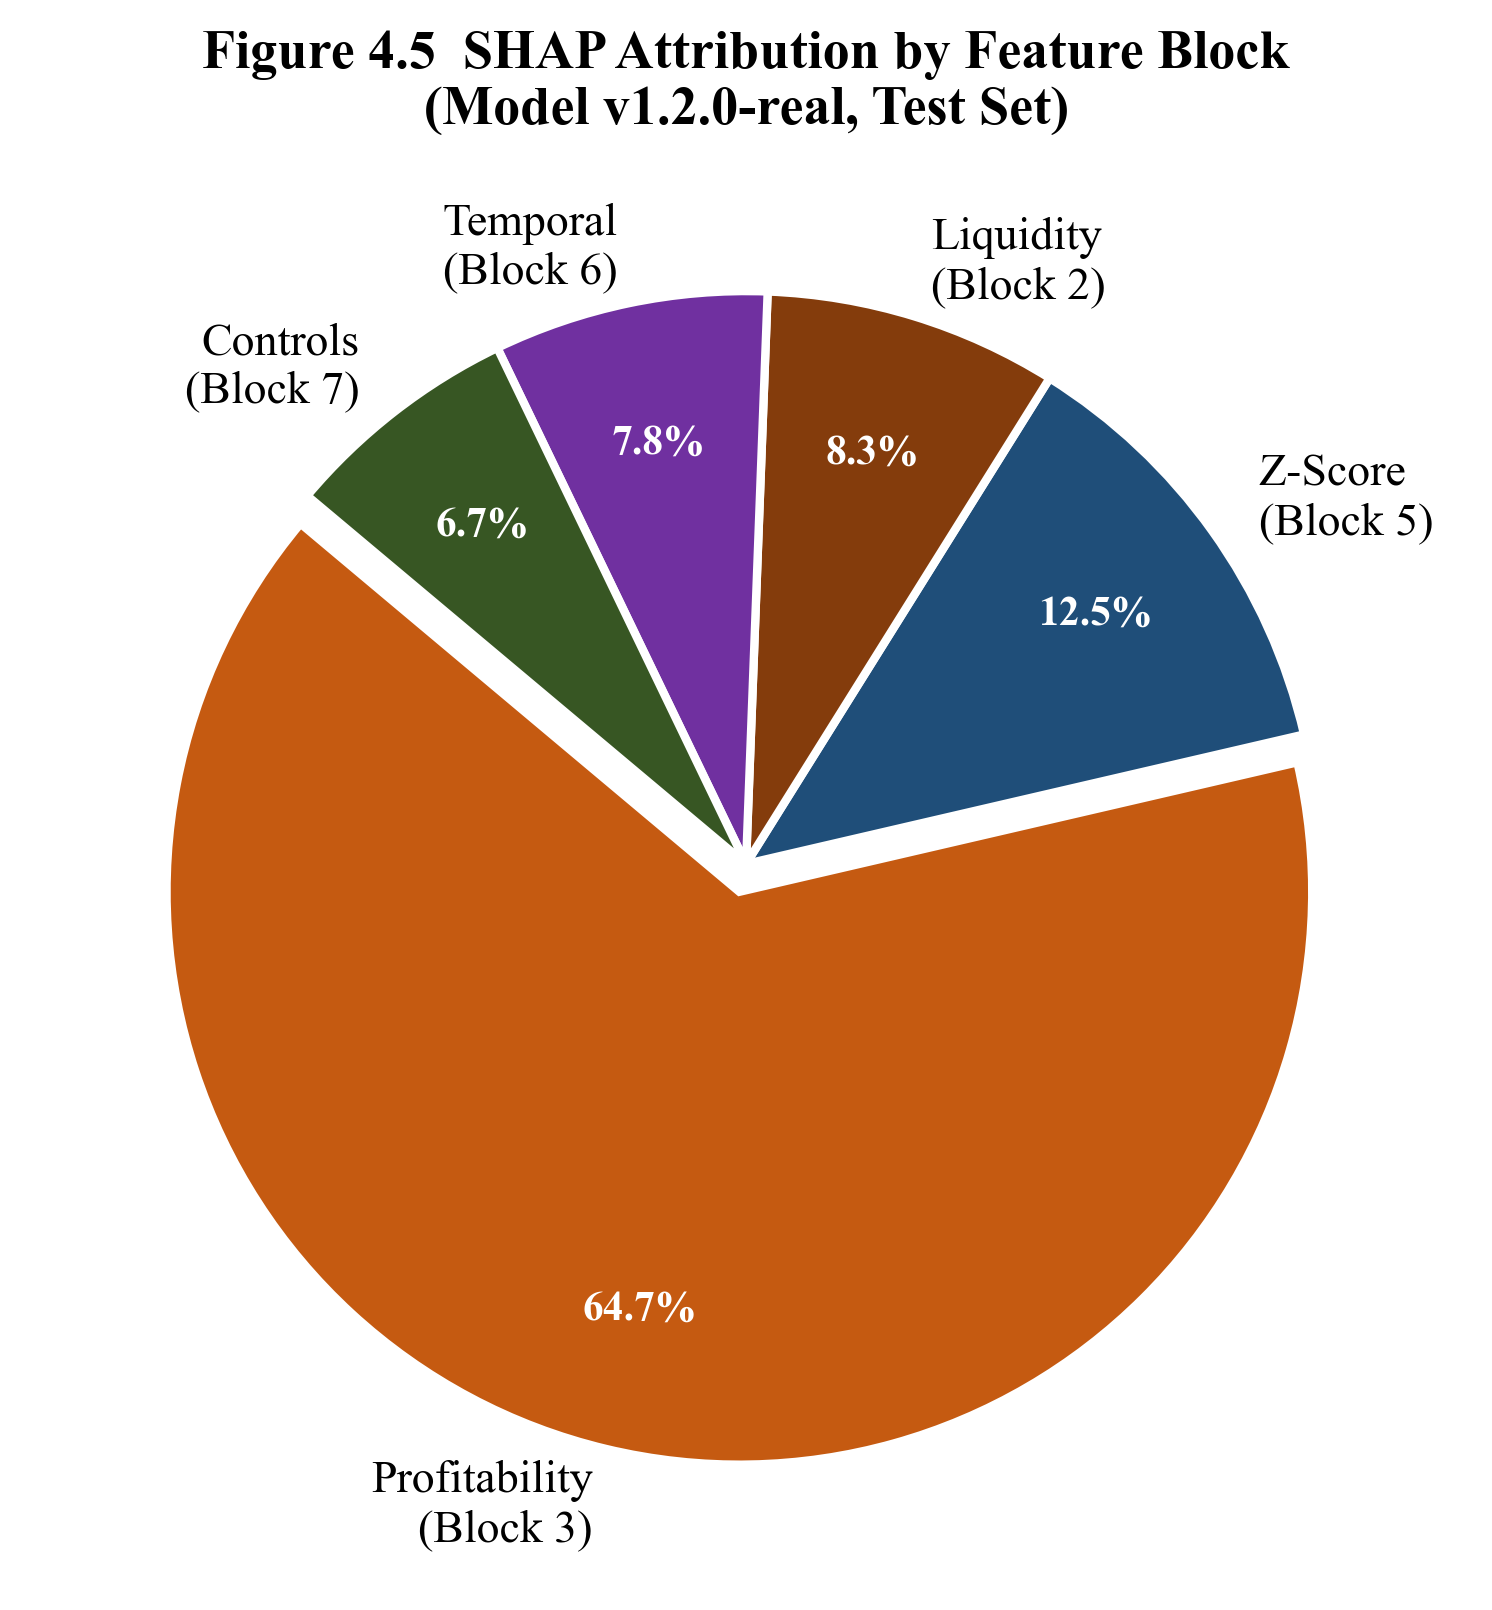 Figure 4.5  SHAP Attribution by Feature Block
(Model v1.2.0-real, Test Set)
Temporal
(Block 6)
Liquidity
(Block 2)
Controls
(Block 7)
Z-Score
(Block 5)
7.8%
8.3%
6.7%
12.5%
64.7%
Profitability
(Block 3)